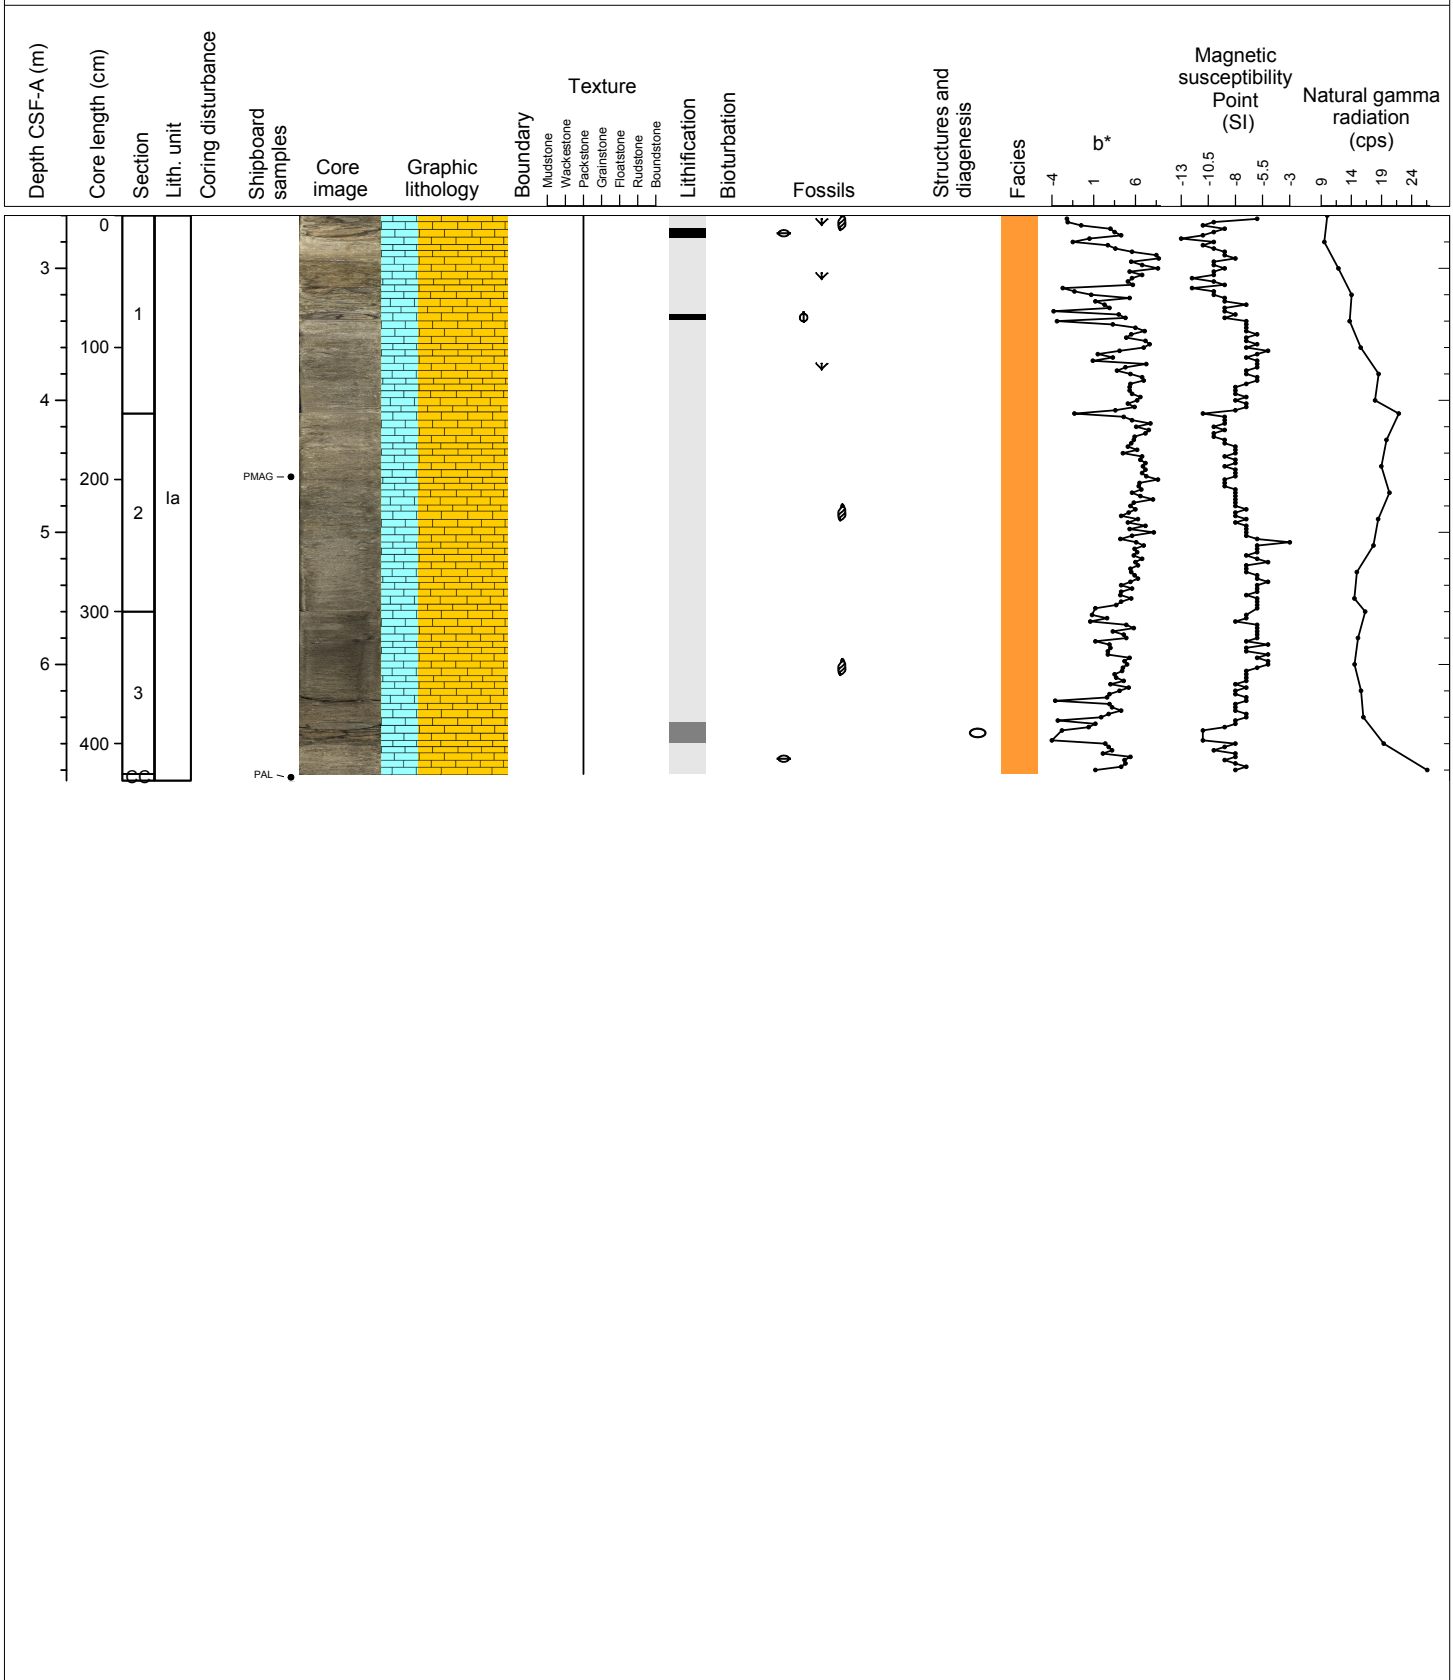 Depth CSF-A (m)
Core length (cm)
Section
Lith. unit
Coring disturbance
Shipboard
samples
Core
image
Graphic
lithology
Boundary
Texture
Mudstone
Wackestone
Packstone
Grainstone
Floatstone
Rudstone
Boundstone
Lithification
Bioturbation
Fossils
Structures and
diagenesis
Facies
b*
-4 1 6
Magnetic
susceptibility
Point
(SI)
-13 -10.5 -8 -5.5 -3
Natural gamma
radiation
(cps)
9 14 19 24
3
4
5
6
0
100
200
300
400
1
2
3
CC
Ia
PMAG
PAL